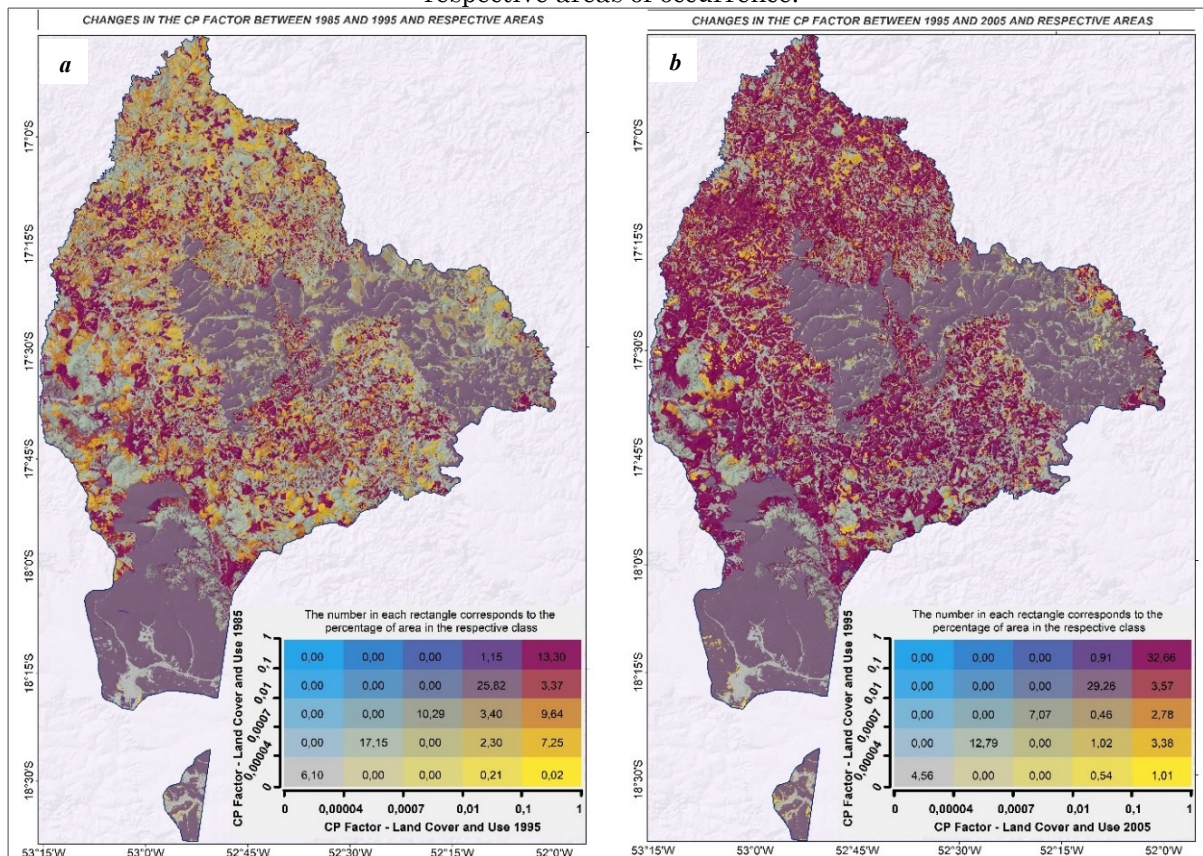 respective areas of occurrence.
CHANGES IN THE CP FACTOR BETWEEN 1985 AND 1995 AND RESPECTIVE AREAS
a
17°0'S
17°15'S
17°30'S
17°45'S
18°0'S
18°15'S
18°30'S
53°15'W
53°0'W
52°45'W
52°30'W
52°15'W
52°0'W
The number in each rectangle corresponds to the
percentage of area in the respective class
CP Factor - Land Cover and Use 1985
1
0,1
0,01
0,0007
0,00004
0
0,00 0,00 0,00 1,15 13,30
0,00 0,00 0,00 25,82 3,37
0,00 0,00 10,29 3,40 9,64
0,00 17,15 0,00 2,30 7,25
6,10 0,00 0,00 0,21 0,02
0 0,00004 0,0007 0,01 0,1 1
CP Factor - Land Cover and Use 1995
CHANGES IN THE CP FACTOR BETWEEN 1995 AND 2005 AND RESPECTIVE AREAS
b
17°0'S
17°15'S
17°30'S
17°45'S
18°0'S
18°15'S
18°30'S
53°15'W
53°0'W
52°45'W
52°30'W
52°15'W
52°0'W
The number in each rectangle corresponds to the
percentage of area in the respective class
CP Factor - Land Cover and Use 1995
1
0,1
0,01
0,0007
0,00004
0
0,00 0,00 0,00 0,91 32,66
0,00 0,00 0,00 29,26 3,57
0,00 0,00 7,07 0,46 2,78
0,00 12,79 0,00 1,02 3,38
4,56 0,00 0,00 0,54 1,01
0 0,00004 0,0007 0,01 0,1 1
CP Factor - Land Cover and Use 2005